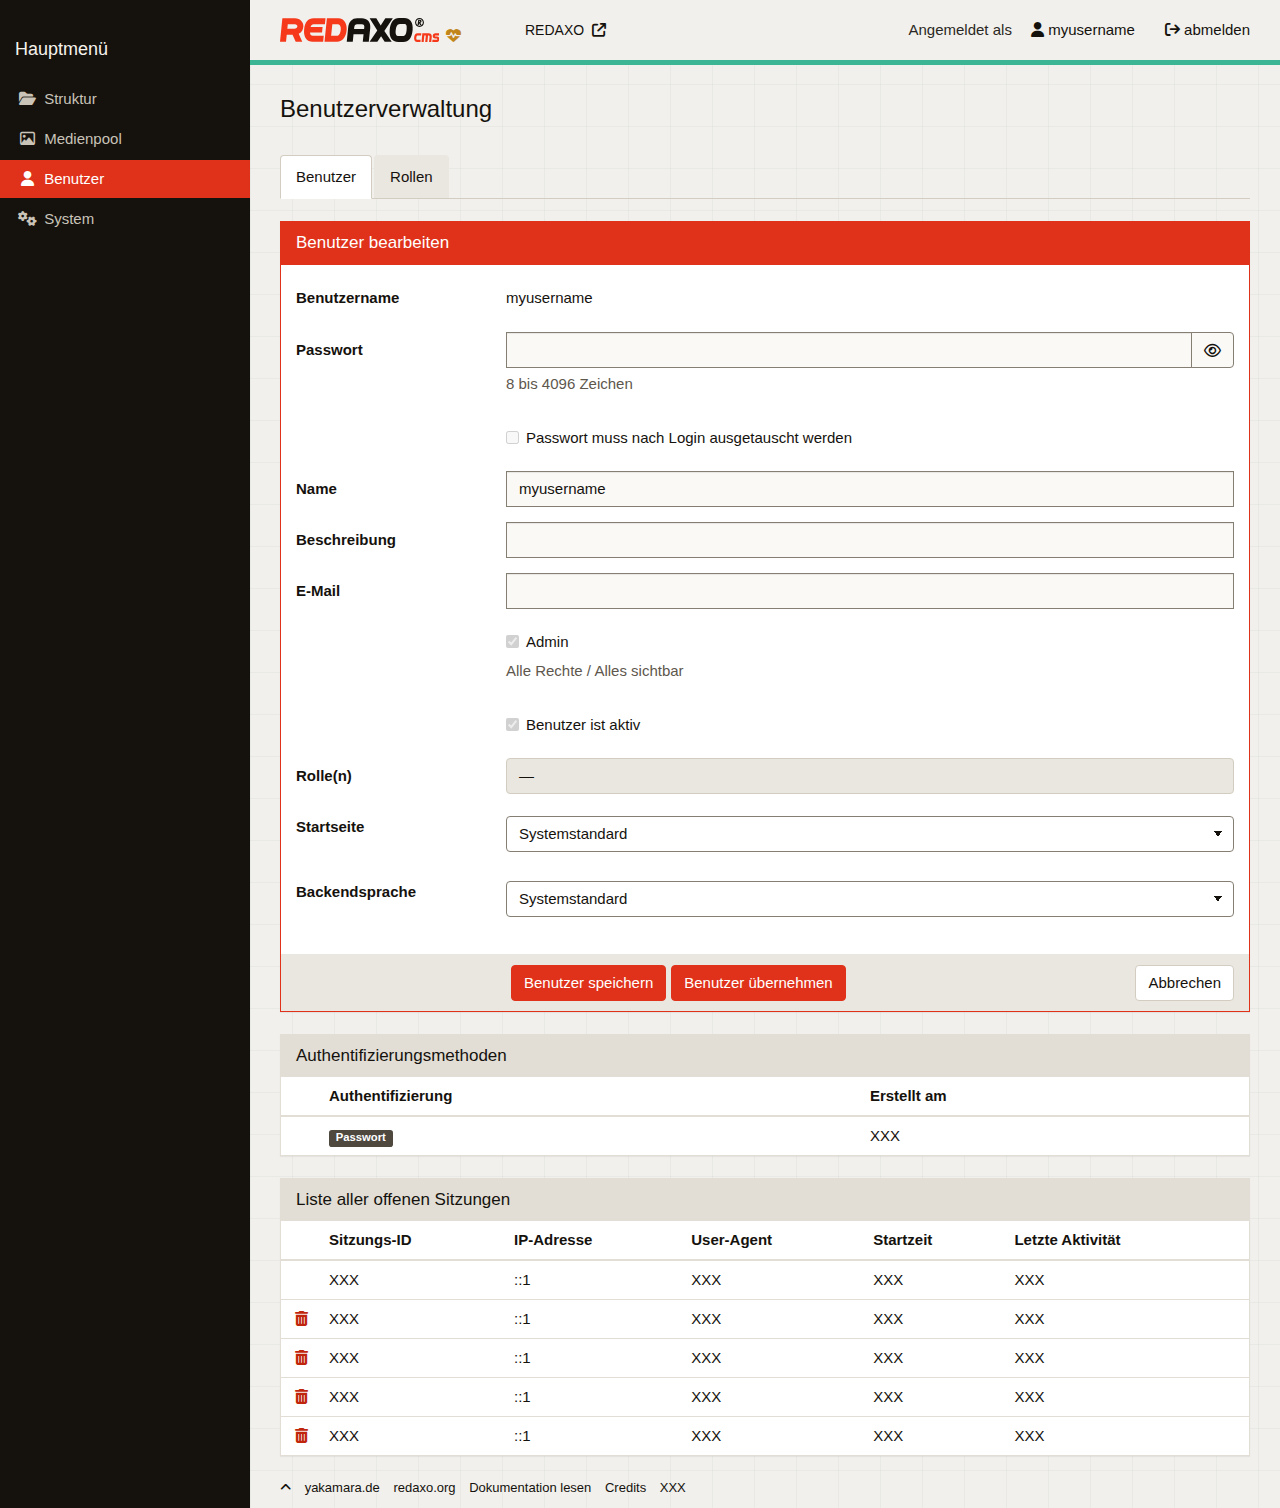 Hauptmenü
Struktur
Medienpool
Benutzer
System
REDAXO® cms
REDAXO
Angemeldet als myusername abmelden
Benutzerverwaltung
Benutzer Rollen
Benutzer bearbeiten
Benutzername myusername
Passwort
8 bis 4096 Zeichen
Passwort muss nach Login ausgetauscht werden
Name myusername
Beschreibung
E-Mail
Admin
Alle Rechte / Alles sichtbar
Benutzer ist aktiv
Rolle(n) —
Startseite Systemstandard
Backendsprache Systemstandard
Benutzer speichern Benutzer übernehmen Abbrechen
Authentifizierungsmethoden
Authentifizierung Erstellt am
Passwort XXX
Liste aller offenen Sitzungen
Sitzungs-ID IP-Adresse User-Agent Startzeit Letzte Aktivität
XXX ::1 XXX XXX XXX
XXX ::1 XXX XXX XXX
XXX ::1 XXX XXX XXX
XXX ::1 XXX XXX XXX
XXX ::1 XXX XXX XXX
yakamara.de redaxo.org Dokumentation lesen Credits XXX